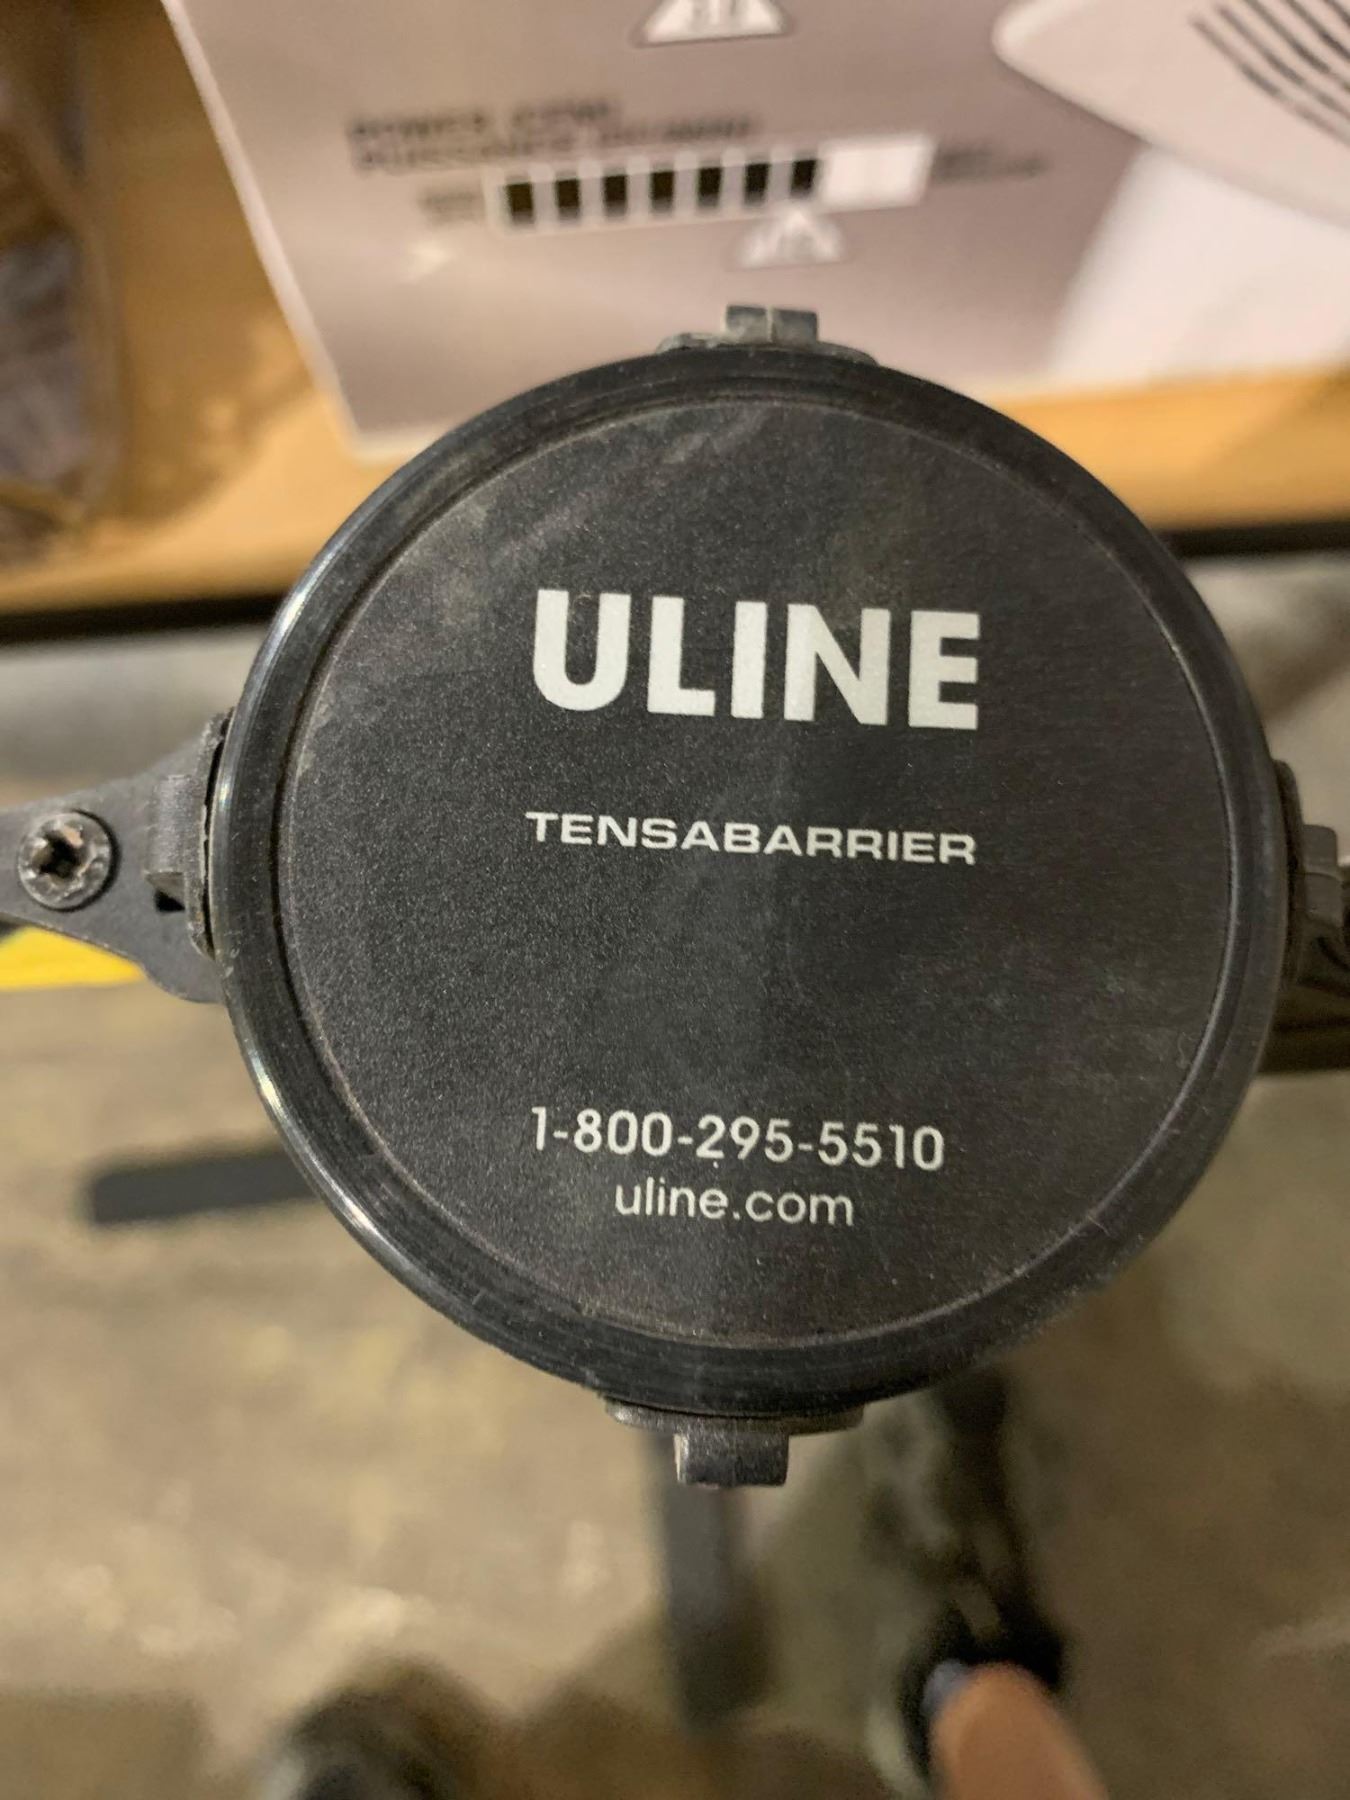 ULINE
TENSABARRIER
1-800-295-5510
uline.com